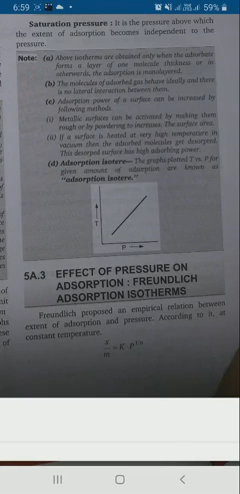 6:59
59%
Saturation pressure : It is the pressure above which
the extent of adsorption becomes independent to the
pressure.
Note: (a) Above isotherms are obtained only when the adsorbate
forms a layer of one molecule thickness or in
otherwords, the adsorption is monolayered.
(b) The molecules of adsorbed gas behave ideally and there
is no lateral interaction between them.
(c) Adsorption power of a surface can be increased by
following methods
(i) Metallic surfaces can be activated by making them
rough or by powdering to increases. The surface area.
(ii) If a surface is heated at very high temperature in
vacuum then the adsorbed molecules get desorped.
This desorped surface has high adsorbing power.
(d) Adsorption isotere— The graphs plotted T vs. P for
given amount of adsorption are known as
"adsorption isotere."
T
P
5A.3 EFFECT OF PRESSURE ON
ADSORPTION : FREUNDLICH
ADSORPTION ISOTHERMS
Freundlich proposed an empirical relation between
extent of adsorption and pressure. According to it, at
constant temperature.
x/m = K · P^1/n